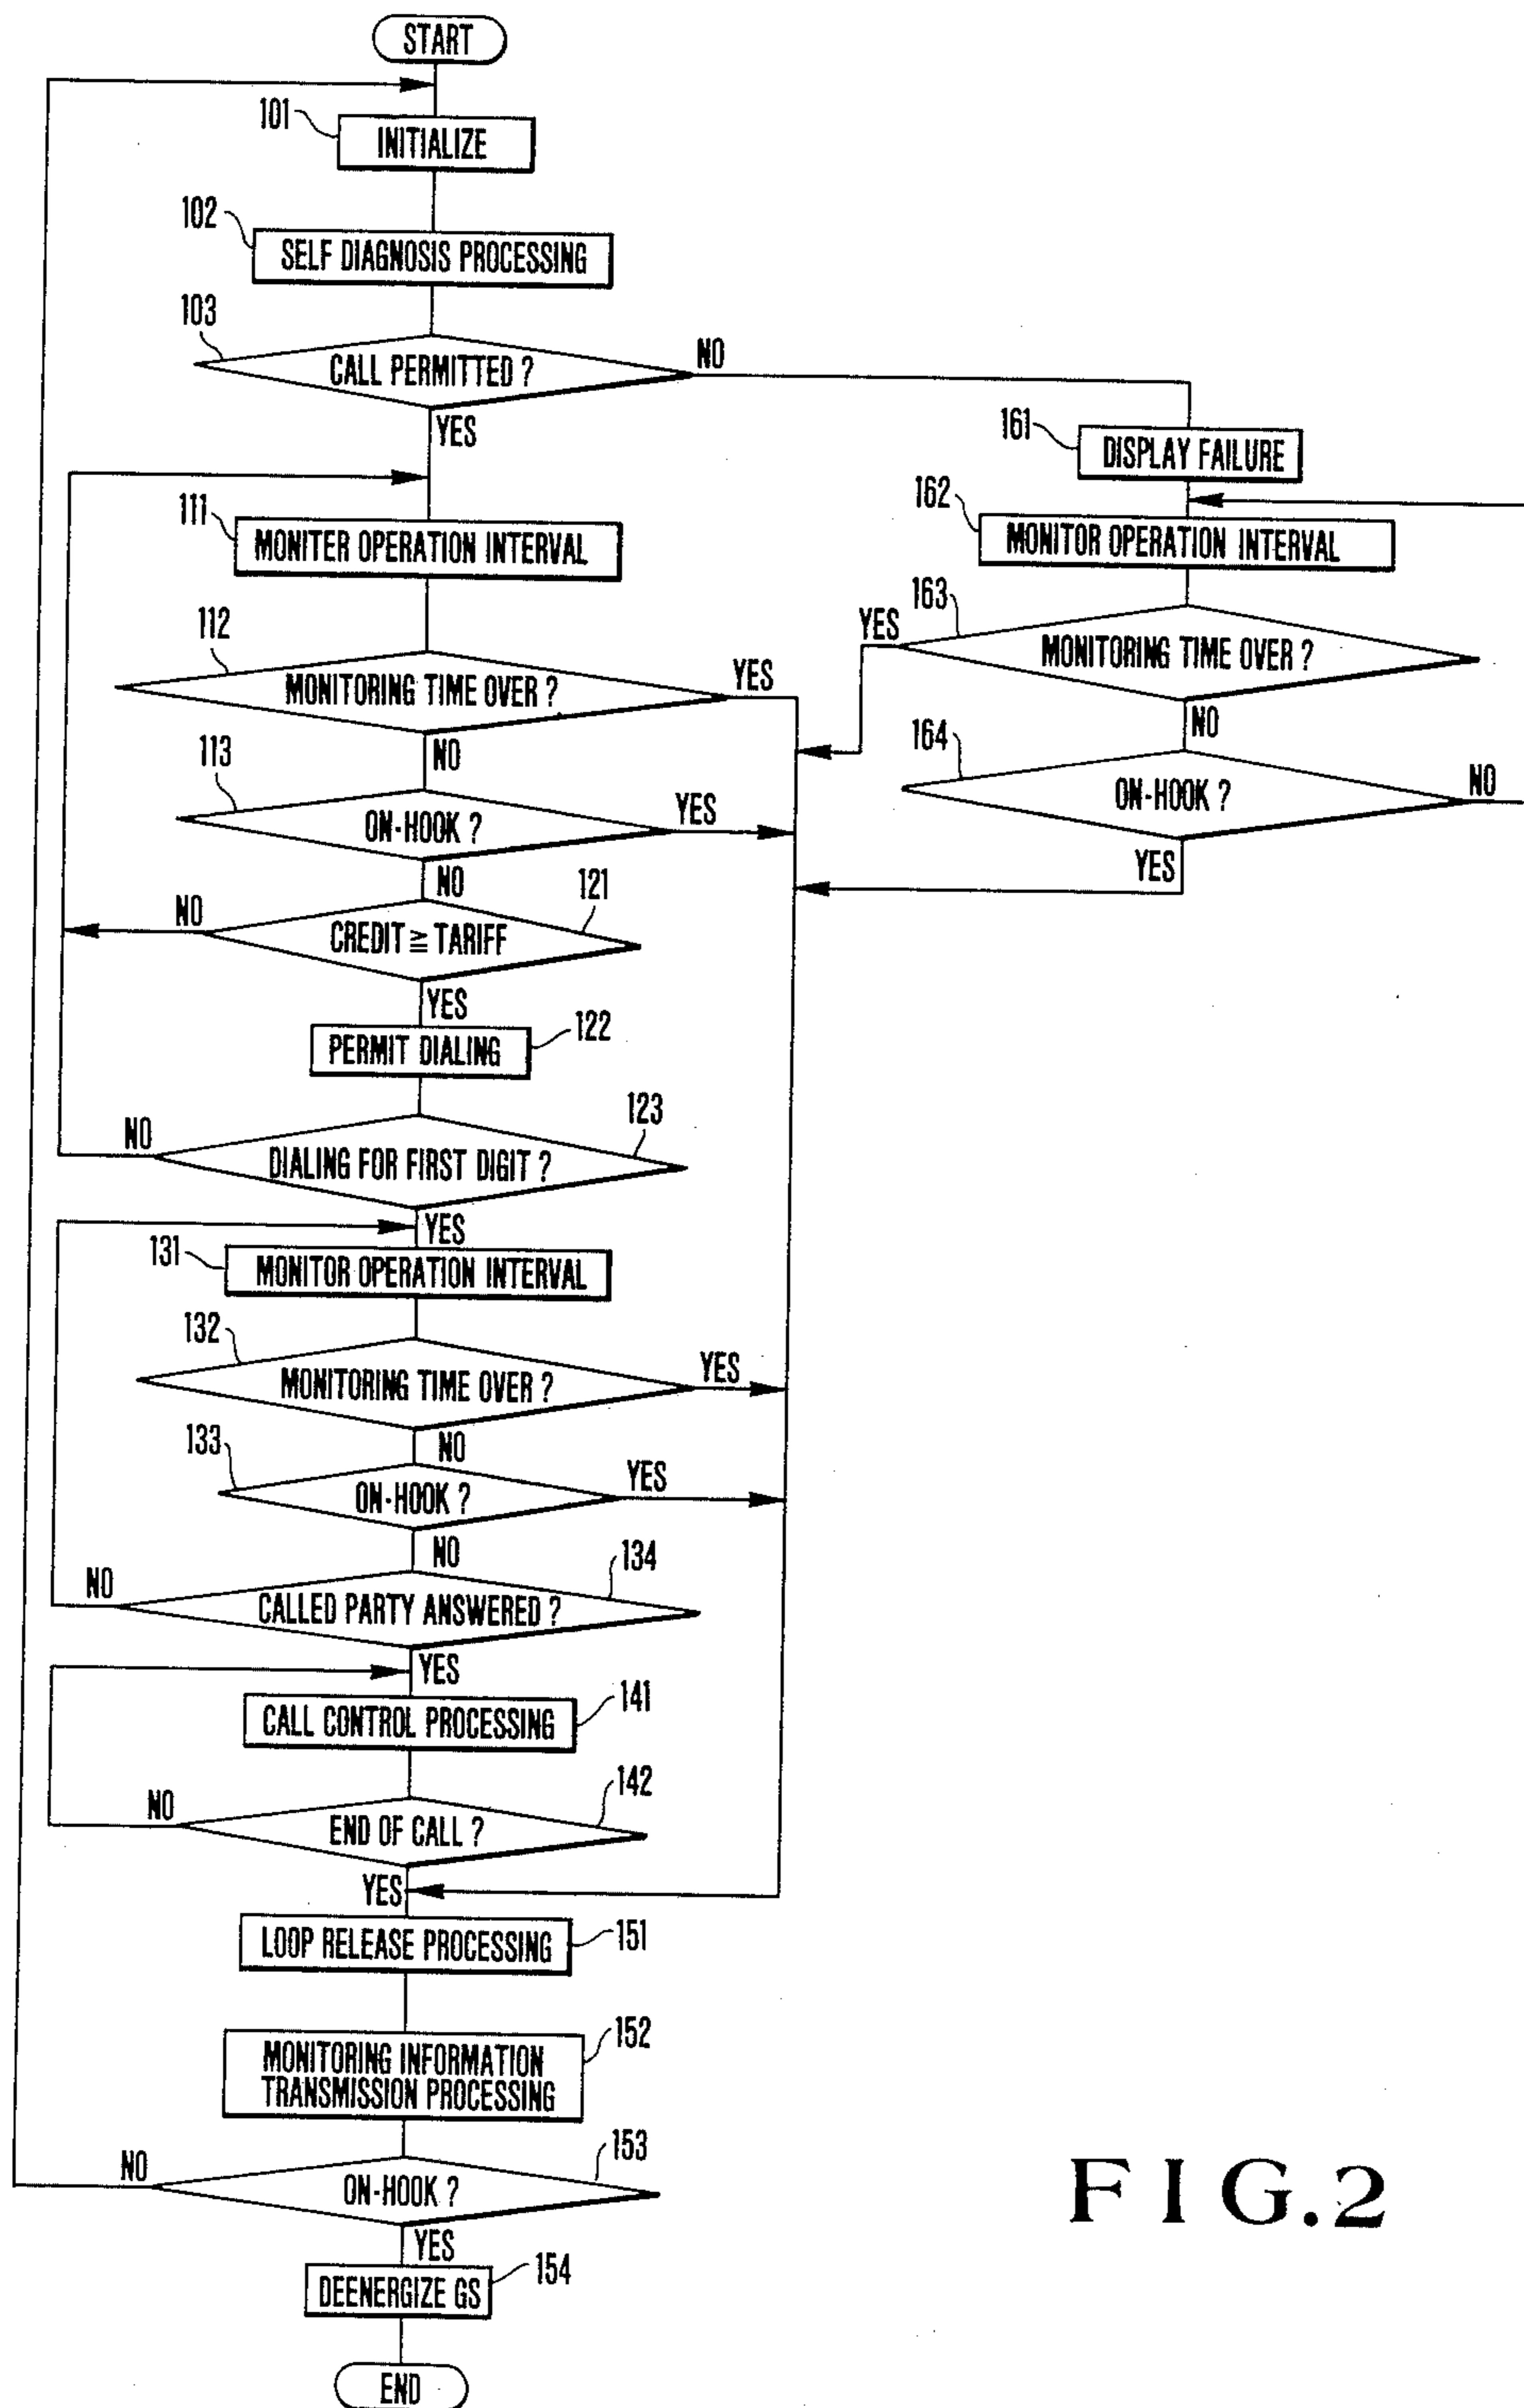 START
101
INITIALIZE
102
SELF DIAGNOSIS PROCESSING
103
CALL PERMITTED ?
NO
YES
161
DISPLAY FAILURE
111
MONITER OPERATION INTERVAL
162
MONITOR OPERATION INTERVAL
112
MONITORING TIME OVER ?
YES
NO
163
YES
MONITORING TIME OVER ?
NO
113
ON-HOOK ?
YES
NO
164
ON-HOOK ?
NO
YES
121
NO
CREDIT ≧ TARIFF
YES
PERMIT DIALING
122
123
NO
DIALING FOR FIRST DIGIT ?
YES
131
MONITOR OPERATION INTERVAL
132
MONITORING TIME OVER ?
YES
NO
133
ON-HOOK ?
YES
NO
134
NO
CALLED PARTY ANSWERED ?
YES
141
CALL CONTROL PROCESSING
142
NO
END OF CALL ?
YES
LOOP RELEASE PROCESSING
151
MONITORING INFORMATION
TRANSMISSION PROCESSING
152
153
NO
ON-HOOK ?
YES
DEENERGIZE GS
154
END
FIG.2